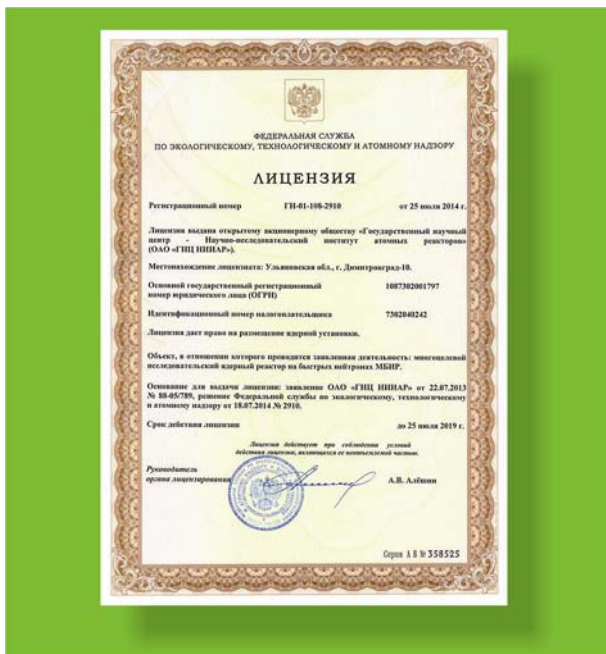 ФЕДЕРАЛЬНАЯ СЛУЖБА
ПО ЭКОЛОГИЧЕСКОМУ, ТЕХНОЛОГИЧЕСКОМУ И АТОМНОМУ НАДЗОРУ
ЛИЦЕНЗИЯ
Регистрационный номер ГН-01-108-2910 от 25 июля 2014 г.
Лицензия выдана открытому акционерному обществу «Государственный научный
центр - Научно-исследовательский институт атомных реакторов»
(ОАО «ГНЦ НИИАР»).
Местонахождение лицензиата: Ульяновская обл., г. Димитровград-10.
Основной государственный регистрационный 1087302001797
номер юридического лица (ОГРН)
Идентификационный номер налогоплательщика 7302040242
Лицензия дает право на размещение ядерной установки.
Объект, в отношении которого проводится заявленная деятельность: многоцелевой
исследовательский ядерный реактор на быстрых нейтронах МБИР.
Основание для выдачи лицензии: заявление ОАО «ГНЦ НИИАР» от 22.07.2013
№ 88-05/789, решение Федеральной службы по экологическому, технологическому
и атомному надзору от 18.07.2014 № 2910.
Срок действия лицензии до 25 июля 2019 г.
Лицензия действует при соблюдении условий
действия лицензии, являющихся ее неотъемлемой частью.
Руководитель
органа лицензирования А.В. Алёшин
Серия А В № 358525